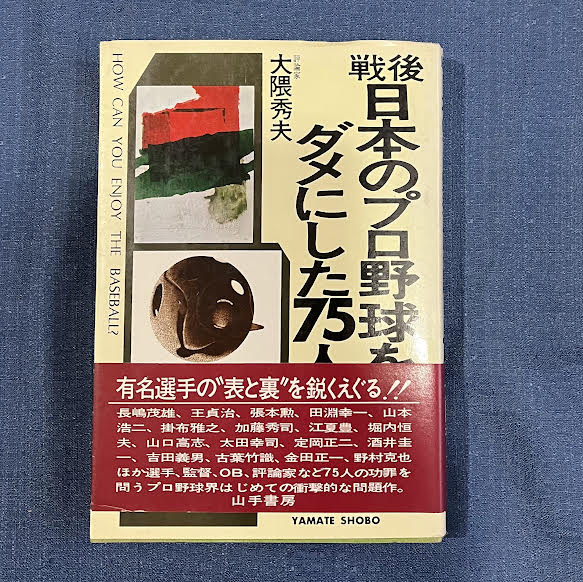 戦後
日本のプロ野球を
ダメにした75人
評論家
大隈秀夫
HOW CAN YOU ENJOY THE BASEBALL?
有名選手の"表と裏"を鋭くえぐる!!
長嶋茂雄、王貞治、張本勲、田淵幸一、山本
浩二、掛布雅之、加藤秀司、江夏豊、堀内恒
夫、山口高志、太田幸司、定岡正二、酒井圭
一、吉田義男、古葉竹識、金田正一、野村克也
ほか選手、監督、OB、評論家など75人の功罪を
問うプロ野球界はじめての衝撃的な問題作。
山手書房
YAMATE SHOBO